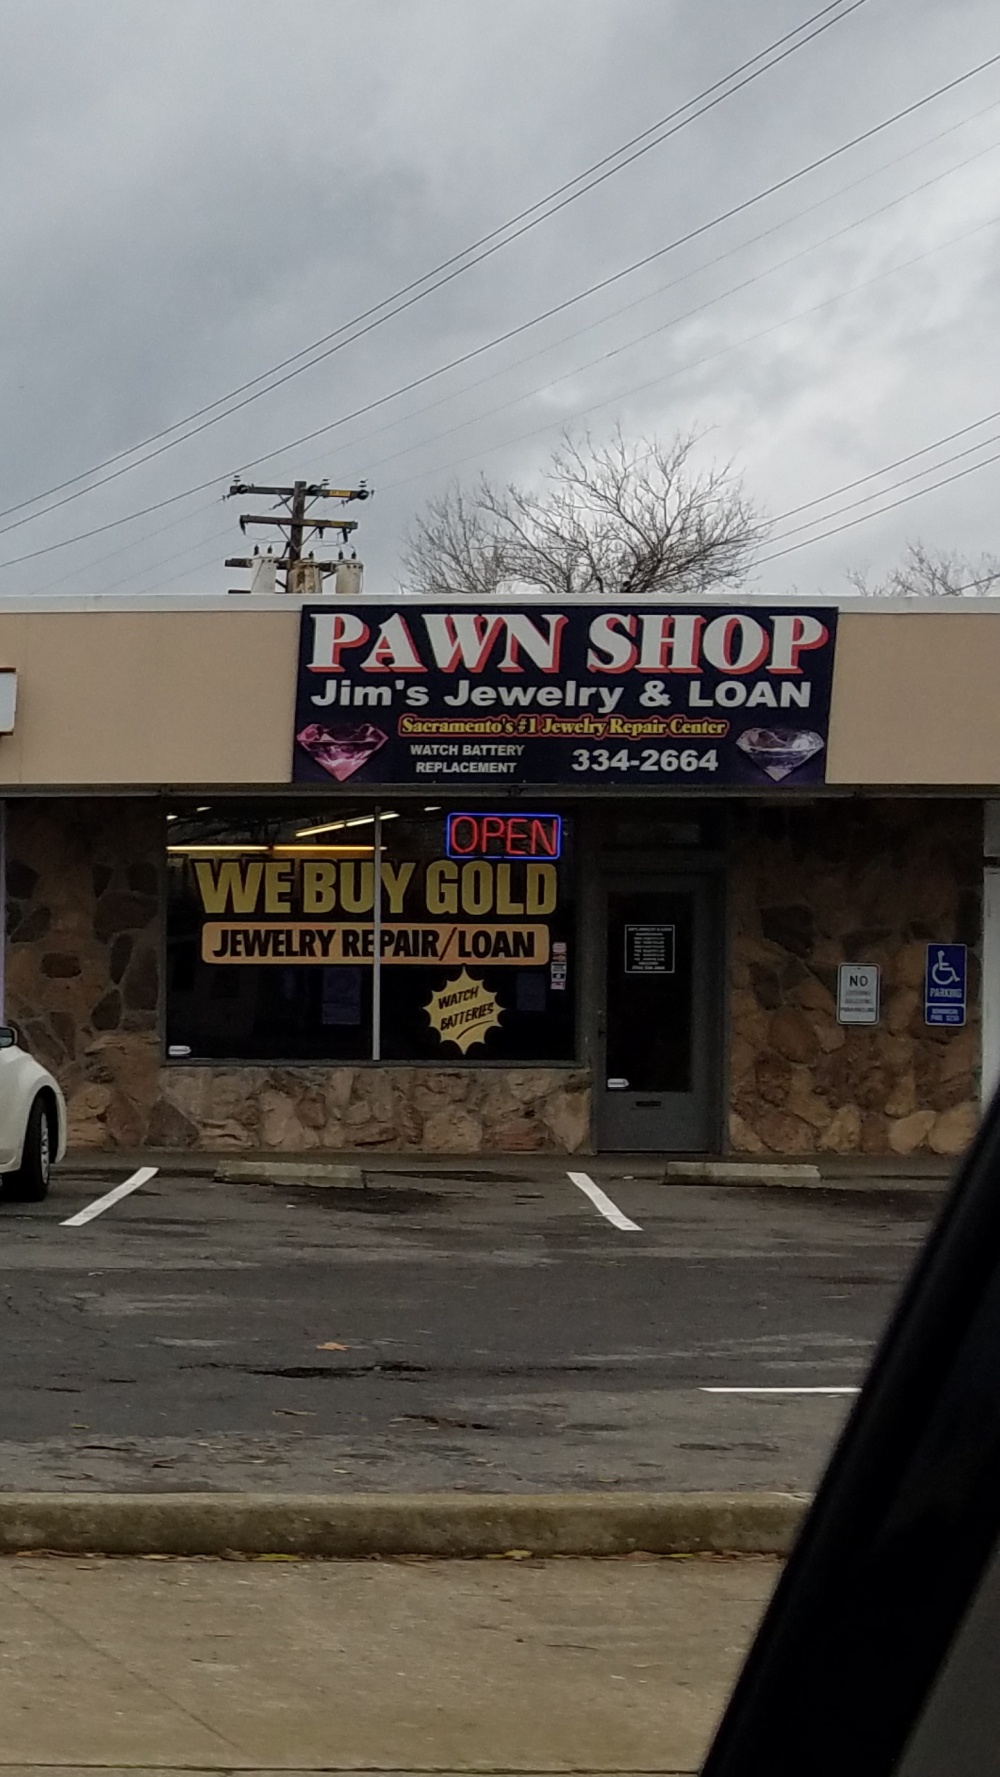 PAWN SHOP
Jim's Jewelry & LOAN
Sacramento's #1 Jewelry Repair Center
WATCH BATTERY
REPLACEMENT
334-2664
OPEN
WE BUY GOLD
JEWELRY REPAIR/LOAN
WATCH
BATTERIES
NO
PARKING